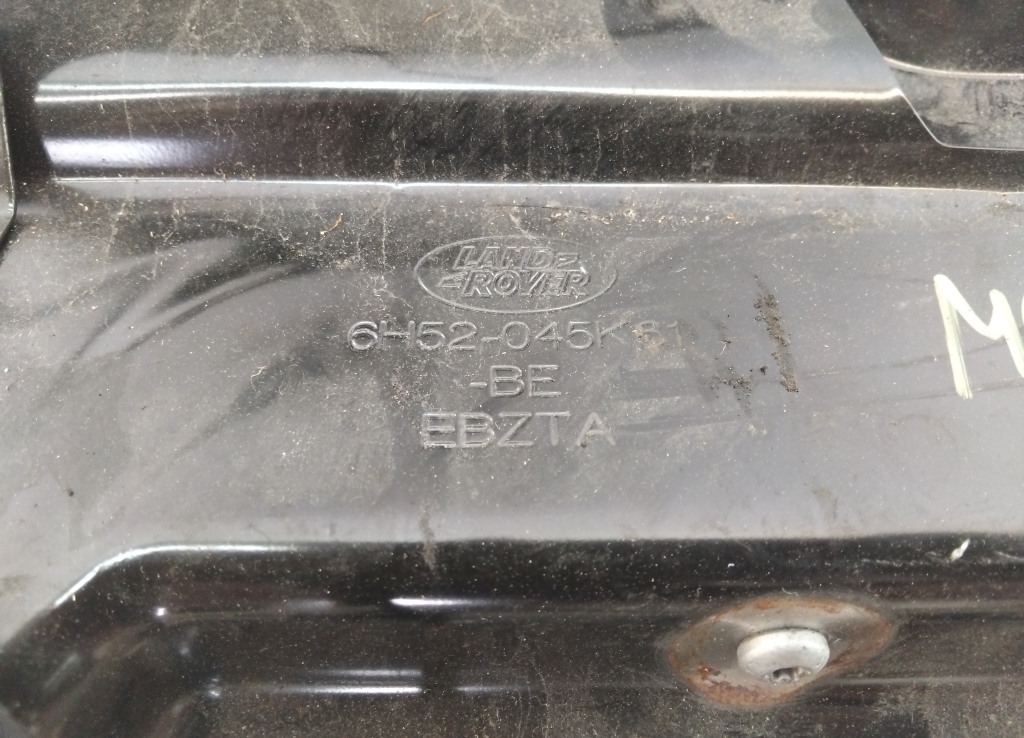 LAND-
-ROVER
6H52-045K81
-BE
EBZTA